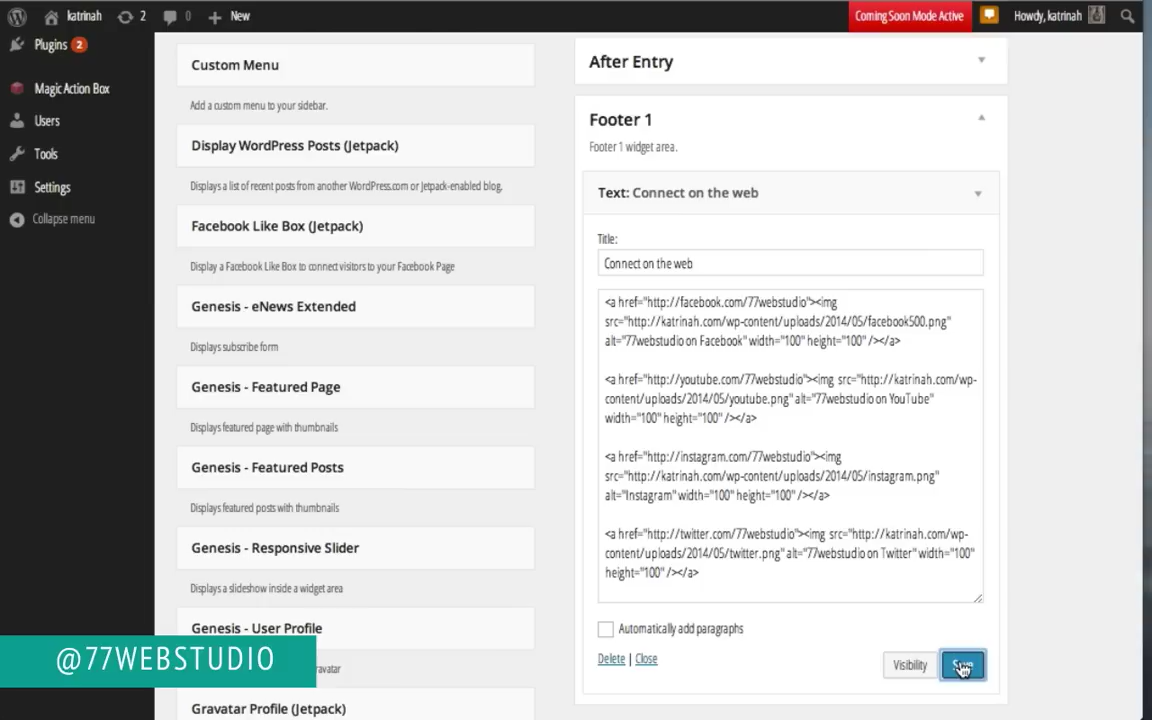 katrinah 2 0 New Coming Soon Mode Active Howdy, katrinah
Plugins 2
Magic Action Box
Users
Tools
Settings
Collapse menu
Custom Menu
Add a custom menu to your sidebar.
Display WordPress Posts (Jetpack)
Displays a list of recent posts from another WordPress.com or Jetpack-enabled blog.
Facebook Like Box (Jetpack)
Display a Facebook Like Box to connect visitors to your Facebook Page
Genesis - eNews Extended
Displays subscribe form
Genesis - Featured Page
Displays featured page with thumbnails
Genesis - Featured Posts
Displays featured posts with thumbnails
Genesis - Responsive Slider
Displays a slideshow inside a widget area
Genesis - User Profile
avatar
Gravatar Profile (Jetpack)
After Entry
Footer 1
Footer 1 widget area.
Text: Connect on the web
Title:
Connect on the web
<a href="http://facebook.com/77webstudio"><img
src="http://katrinah.com/wp-content/uploads/2014/05/facebook500.png"
alt="77webstudio on Facebook" width="100" height="100" /></a>
<a href="http://youtube.com/77webstudio"><img src="http://katrinah.com/wp-
content/uploads/2014/05/youtube.png" alt="77webstudio on YouTube"
width="100" height="100" /></a>
<a href="http://instagram.com/77webstudio"><img
src="http://katrinah.com/wp-content/uploads/2014/05/instagram.png"
alt="Instagram" width="100" height="100" /></a>
<a href="http://twitter.com/77webstudio"><img src="http://katrinah.com/wp-
content/uploads/2014/05/twitter.png" alt="77webstudio on Twitter" width="100"
height="100" /></a>
Automatically add paragraphs
Delete | Close
Visibility Save
@77WEBSTUDIO